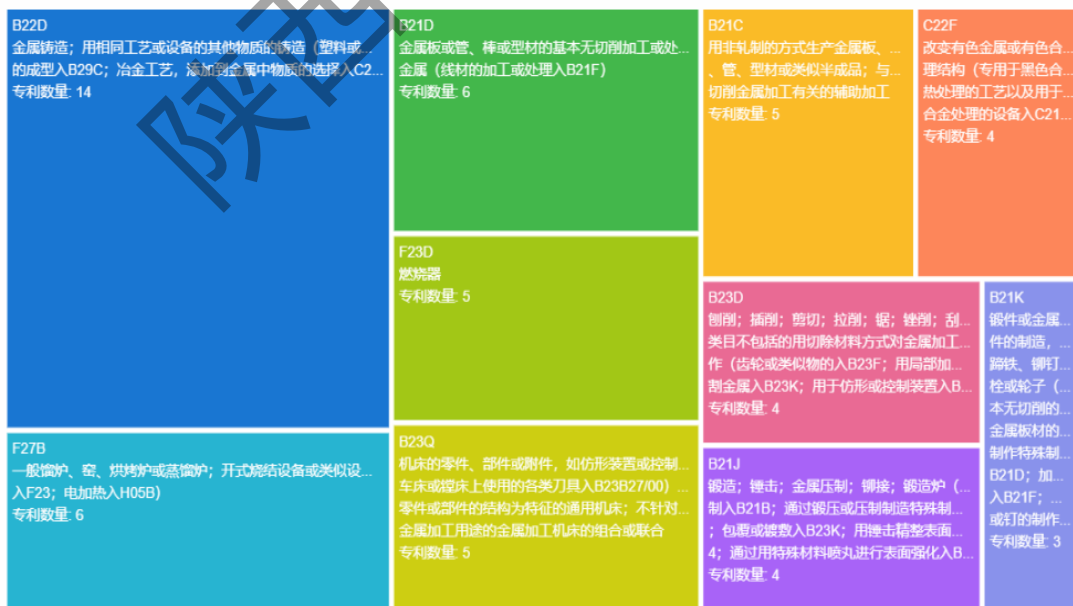 B22D
金属铸造；用相同工艺或设备的其他物质的铸造（塑料或...
的成型入B29C；冶金工艺，添加到金属中物质的选择入C2...
专利数量: 14
F27B
一般馏炉、窑、烘烤炉或蒸馏炉；开式烧结设备或类似设...
入F23；电加热入H05B）
专利数量: 6
B21D
金属板或管、棒或型材的基本无切削加工或处...
金属（线材的加工或处理入B21F）
专利数量: 6
F23D
燃烧器
专利数量: 5
B23Q
机床的零件、部件或附件，如仿形装置或控制...
车床或镗床上使用的各类刀具入B23B27/00）...
零件或部件的结构为特征的通用机床；不针对...
金属加工用途的金属加工机床的组合或联合
专利数量: 5
B21C
用非轧制的方式生产金属板、...
、管、型材或类似半成品；与...
切削金属加工有关的辅助加工
专利数量: 5
C22F
改变有色金属或有色合...
理结构（专用于黑色合...
热处理的工艺以及用于...
合金处理的设备入C21...
专利数量: 4
B23D
刨削；插削；剪切；拉削；锯；锉削；刮...
类目不包括的用切除材料方式对金属加工...
作（齿轮或类似物的入B23F；用局部加...
割金属入B23K；用于仿形或控制装置入B...
专利数量: 4
B21J
锻造；锤击；金属压制；铆接；锻造炉（...
制入B21B；通过锻压或压制制造特殊制...
；包覆或镀敷入B23K；用锤击精整表面...
4；通过用特殊材料喷丸进行表面强化入B...
专利数量: 4
B21K
锻件或金属...
件的制造，...
蹄铁、铆钉...
栓或轮子（...
本无切削的...
金属板材的...
制作特殊制...
B21D；加...
入B21F；...
或钉的制作...
专利数量: 3
陕西